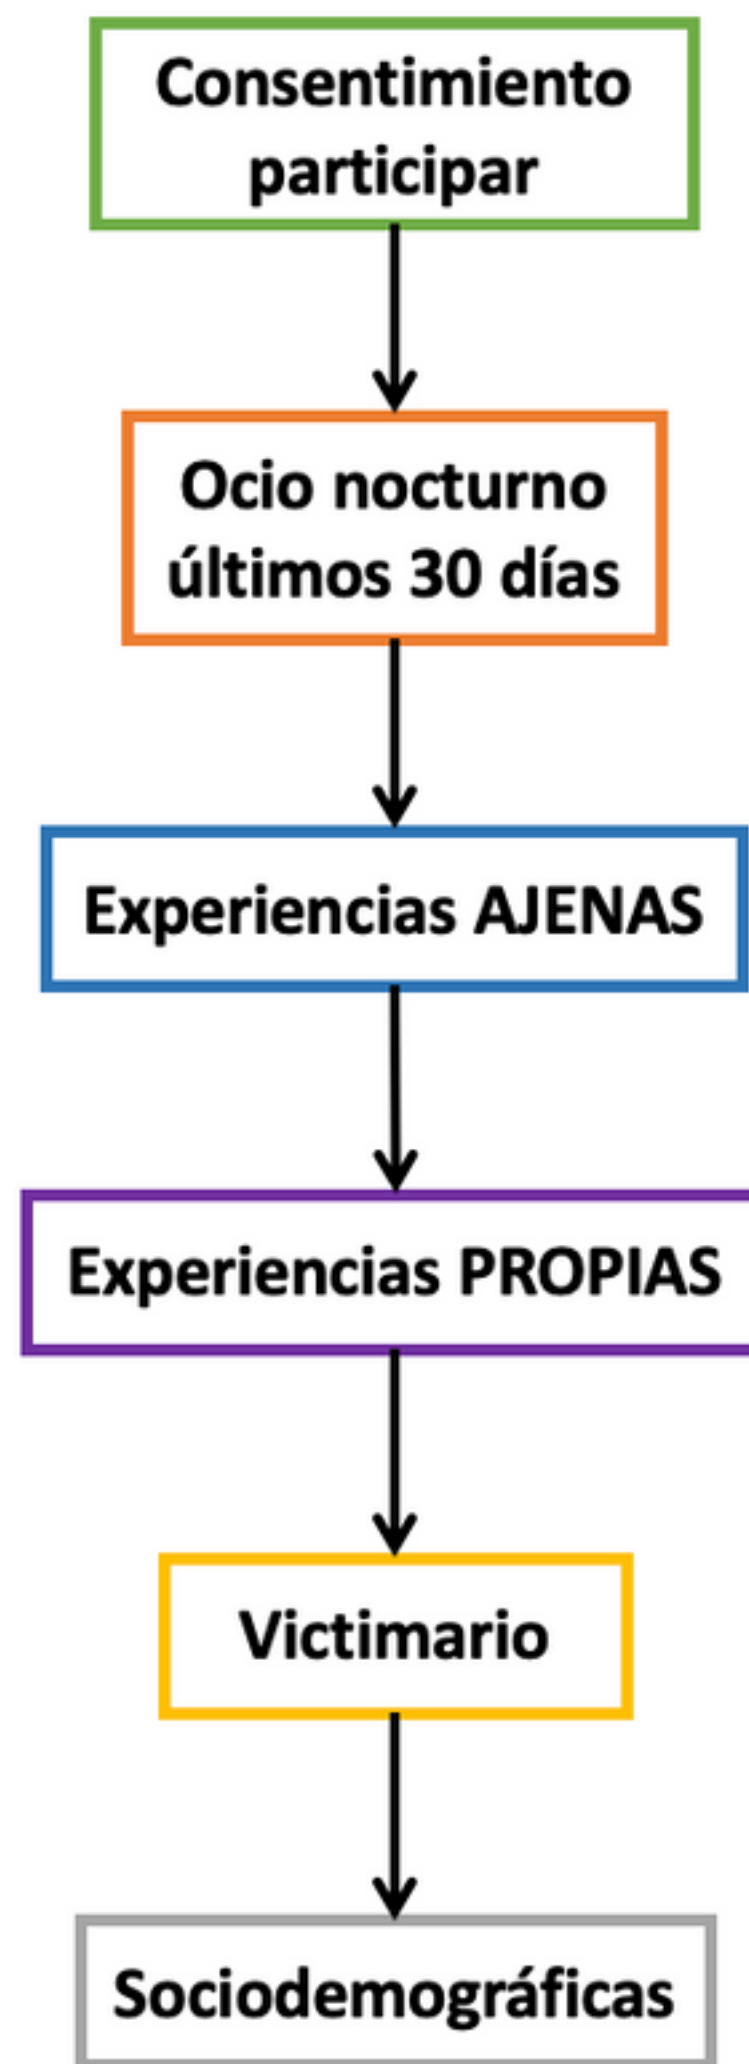 Consentimiento
participar
Ocio nocturno
últimos 30 días
Experiencias AJENAS
Experiencias PROPIAS
Victimario
Sociodemográficas